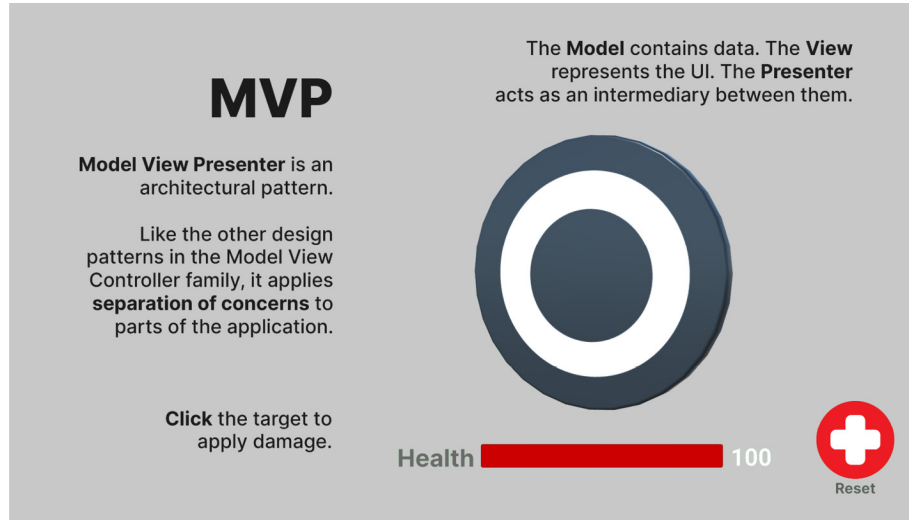 MVP
Model View Presenter is an
architectural pattern.
Like the other design
patterns in the Model View
Controller family, it applies
separation of concerns to
parts of the application.
Click the target to
apply damage.
The Model contains data. The View
represents the UI. The Presenter
acts as an intermediary between them.
Health
100
Reset